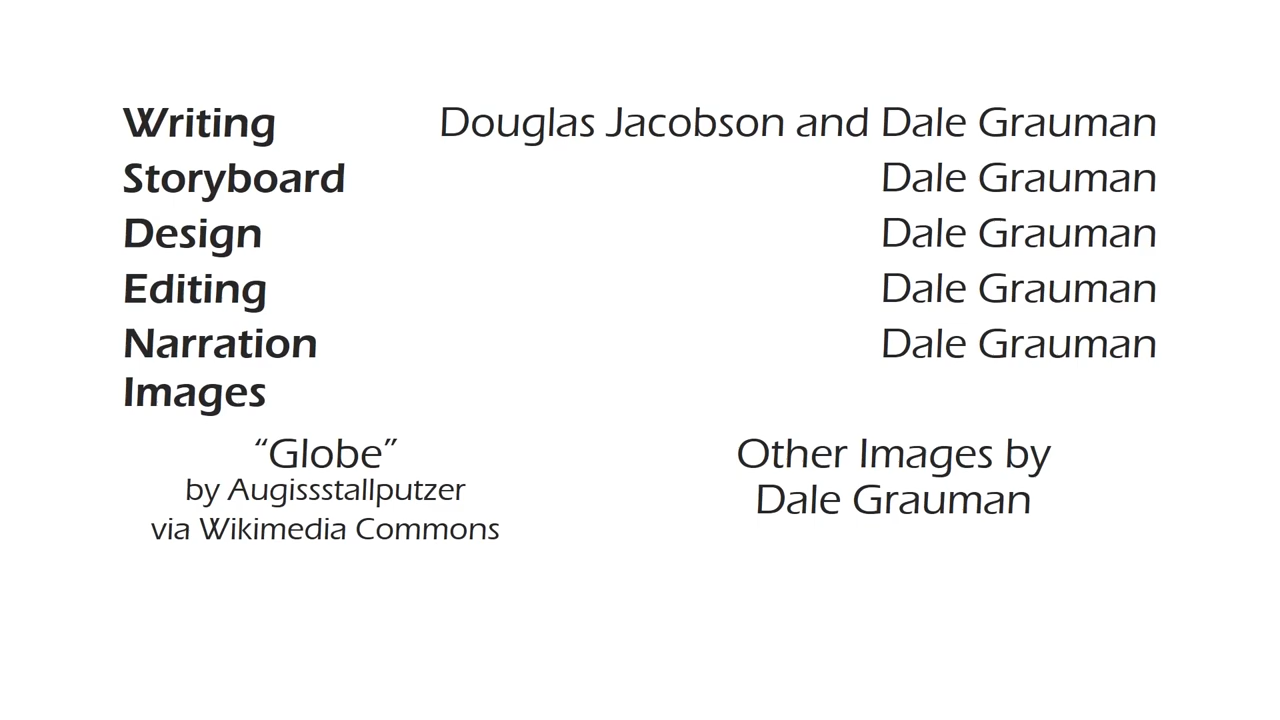 Writing Douglas Jacobson and Dale Grauman
Storyboard Dale Grauman
Design Dale Grauman
Editing Dale Grauman
Narration Dale Grauman
Images
“Globe”
by Augissstallputzer
via Wikimedia Commons
Other Images by
Dale Grauman